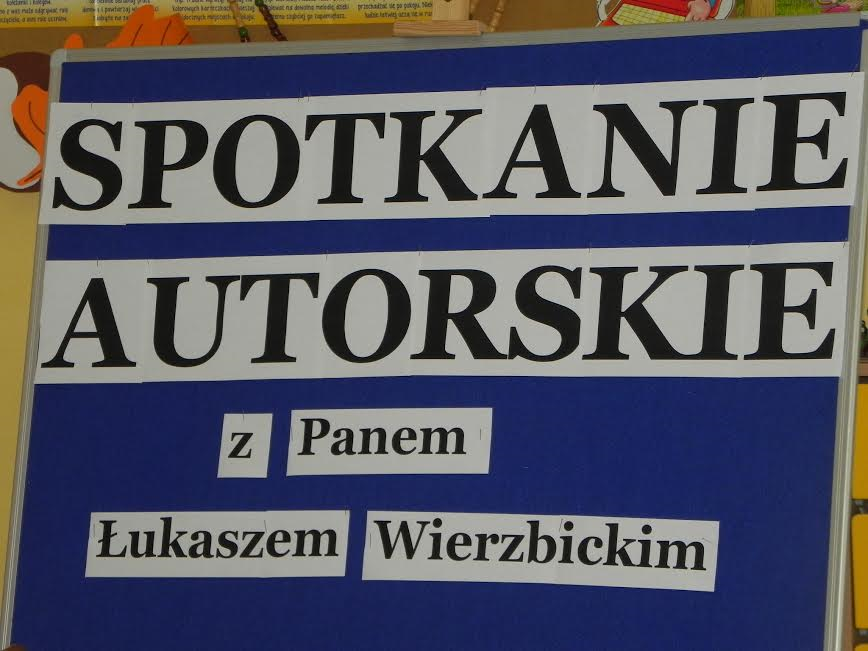 SPOTKANIE
AUTORSKIE
z Panem
Łukaszem Wierzbickim